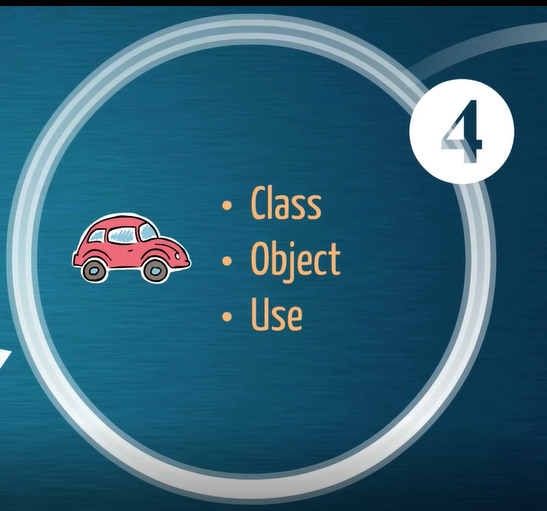 4
• Class
• Object
• Use